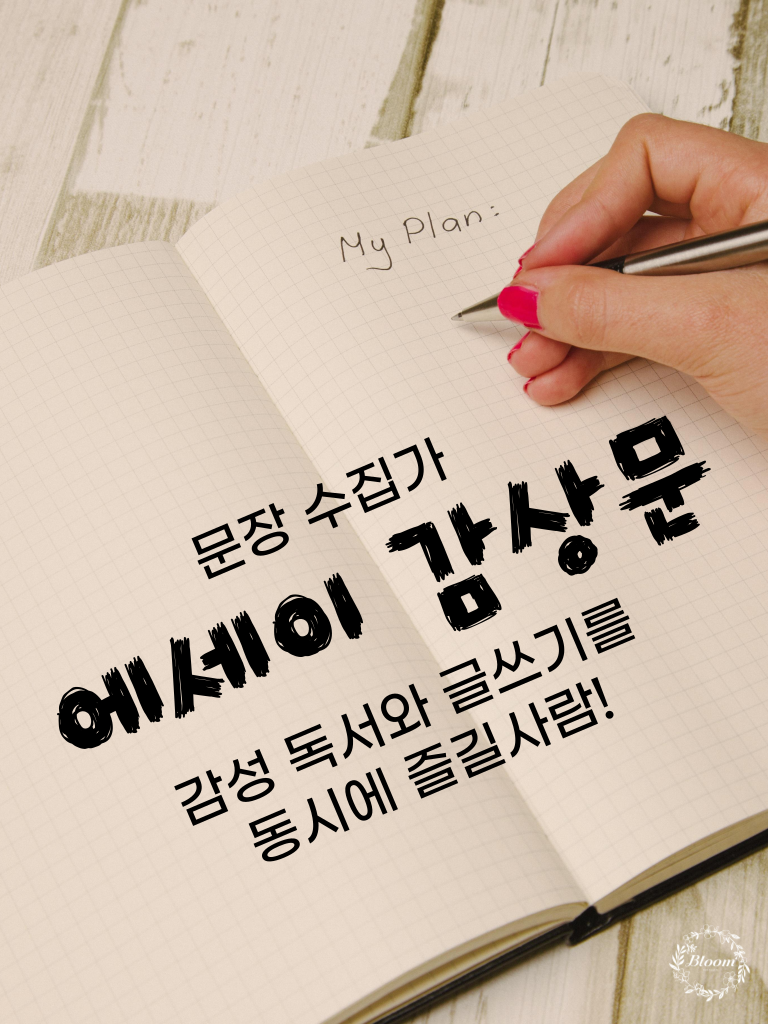 My Plan:
문장 수집가
에세이 감상문
감성 독서와 글쓰기를
동시에 즐길사람!
Bloom